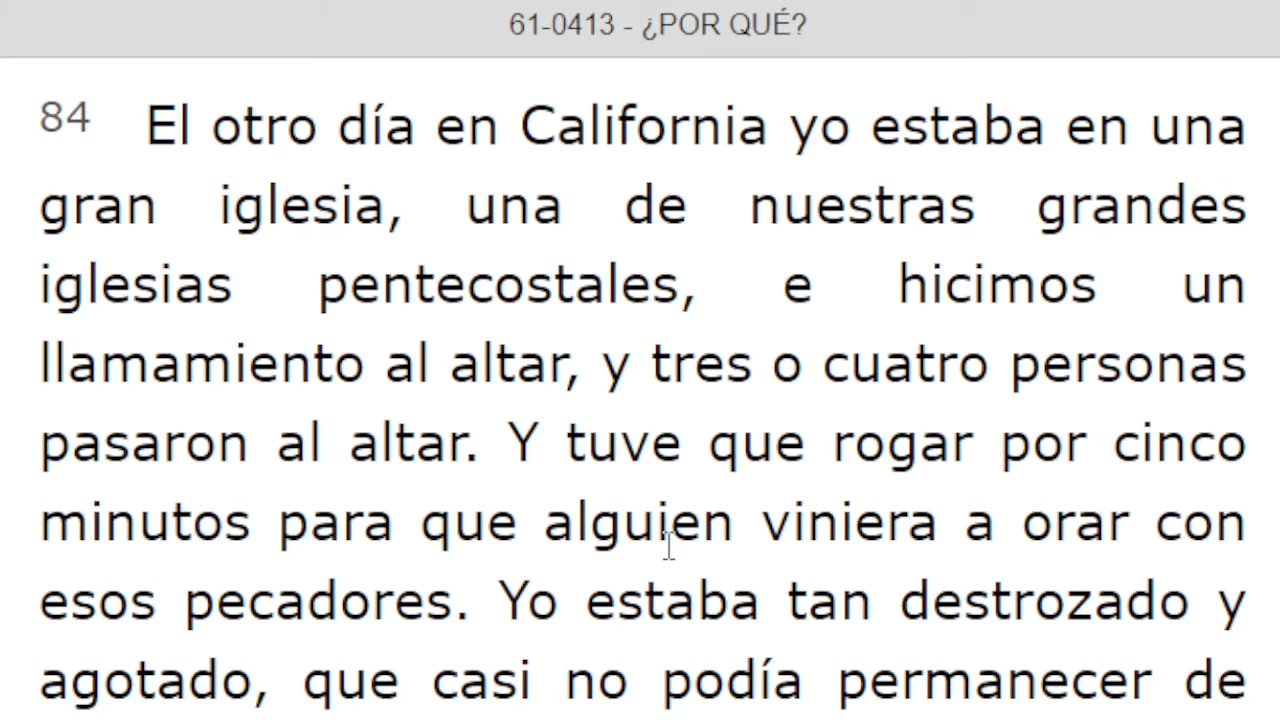 61-0413 - ¿POR QUÉ?
84 El otro día en California yo estaba en una
gran iglesia, una de nuestras grandes
iglesias pentecostales, e hicimos un
llamamiento al altar, y tres o cuatro personas
pasaron al altar. Y tuve que rogar por cinco
minutos para que alguien viniera a orar con
esos pecadores. Yo estaba tan destrozado y
agotado, que casi no podía permanecer de